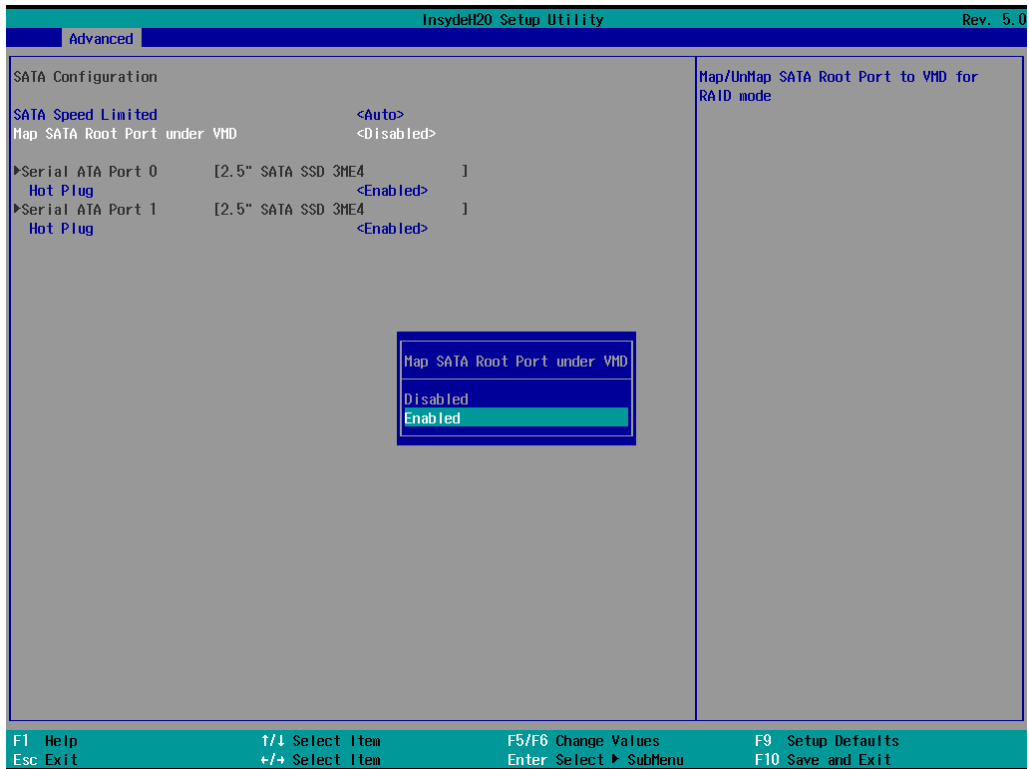 InsydeH2O Setup Utility Rev. 5.0
Advanced
SATA Configuration
SATA Speed Limited <Auto>
Map SATA Root Port under VMD <Disabled>
▶Serial ATA Port 0 [2.5" SATA SSD 3ME4 ]
Hot Plug <Enabled>
▶Serial ATA Port 1 [2.5" SATA SSD 3ME4 ]
Hot Plug <Enabled>
Map/UnMap SATA Root Port to VMD for
RAID mode
Map SATA Root Port under VMD
Disabled
Enabled
F1 Help ↑/↓ Select Item F5/F6 Change Values F9 Setup Defaults
Esc Exit ←/→ Select Item Enter Select ▶ SubMenu F10 Save and Exit